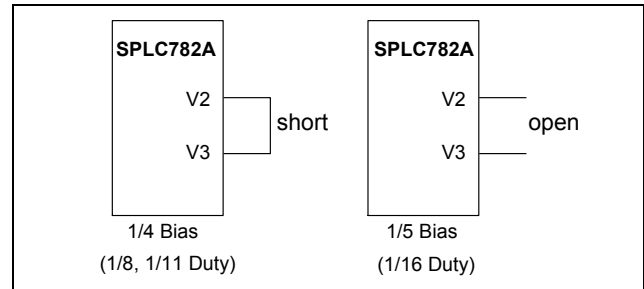 SPLC782A
V2
V3
short
1/4 Bias
(1/8, 1/11 Duty)
SPLC782A
V2
V3
open
1/5 Bias
(1/16 Duty)